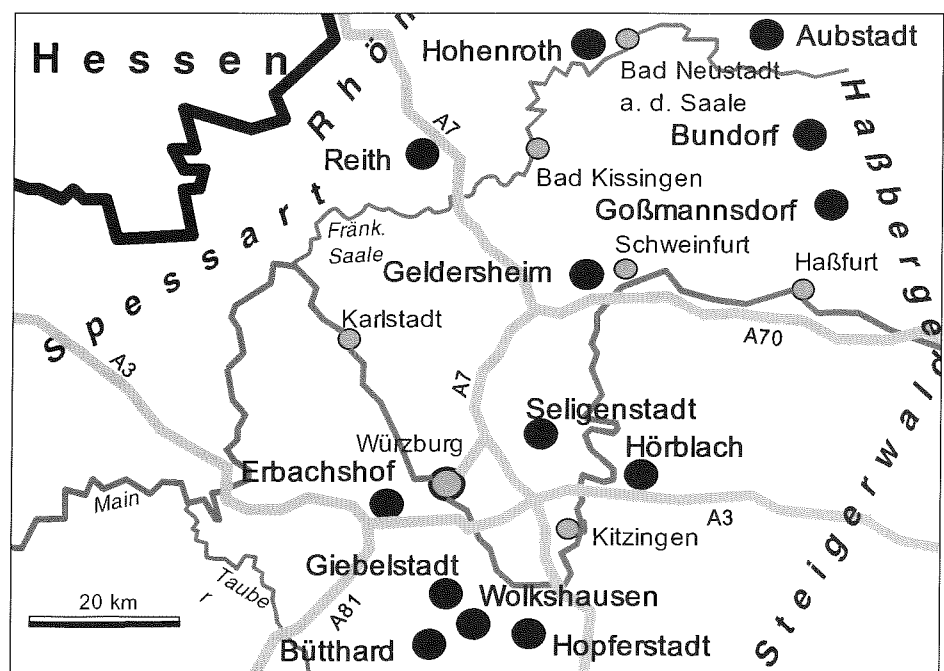 Hessen
Rhön
Hohenroth
Aubstadt
Bad Neustadt
a. d. Saale
A7
Bundorf
Reith
Bad Kissingen
Haßberge
Spessart
Goßmannsdorf
Fränk.
Saale
Schweinfurt
Geldersheim
Haßfurt
Karlstadt
A70
A3
A7
Seligenstadt
Würzburg
Hörblach
Erbachshof
Main
A3
Kitzingen
Steigerwald
Giebelstadt
Taube
r
20 km
A81
Wolkshausen
Bütthard
Hopferstadt